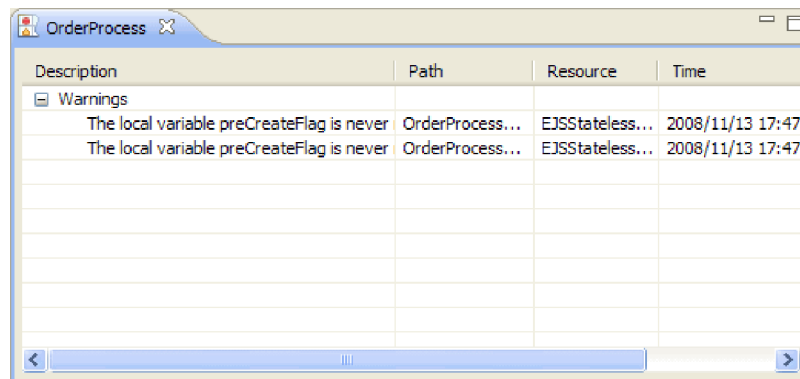 OrderProcess
Description Path Resource Time
Warnings
The local variable preCreateFlag is never OrderProcess... EJSStateless... 2008/11/13 17:47
The local variable preCreateFlag is never OrderProcess... EJSStateless... 2008/11/13 17:47